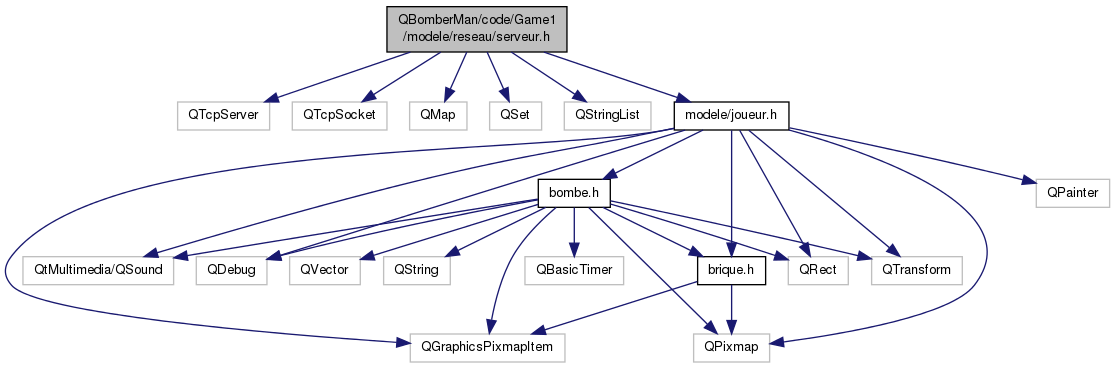 QBomberMan/code/Game1
/modele/reseau/serveur.h
QTcpServer
QTcpSocket
QMap
QSet
QStringList
modele/joueur.h
bombe.h
QPainter
QtMultimedia/QSound
QDebug
QVector
QString
QBasicTimer
brique.h
QRect
QTransform
QGraphicsPixmapItem
QPixmap